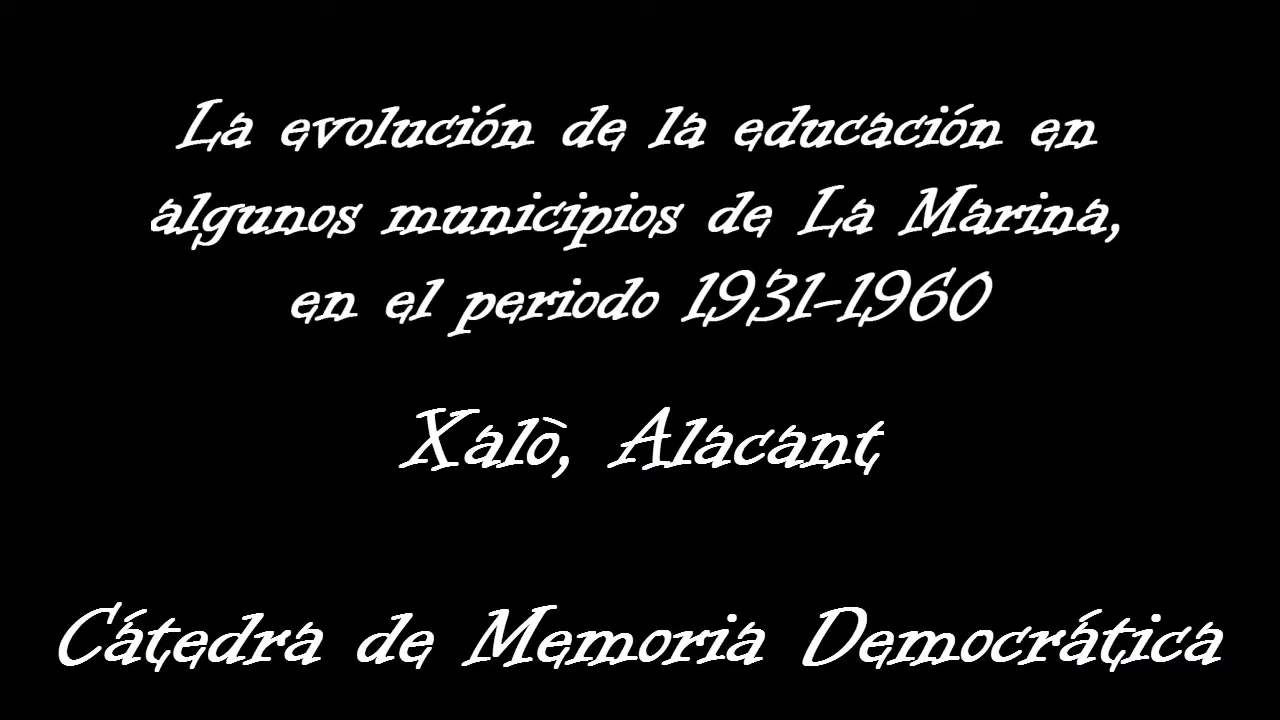 La evolución de la educación en
algunos municipios de La Marina,
en el periodo 1931-1960
Xalò, Alacant
Cátedra de Memoria Democrática